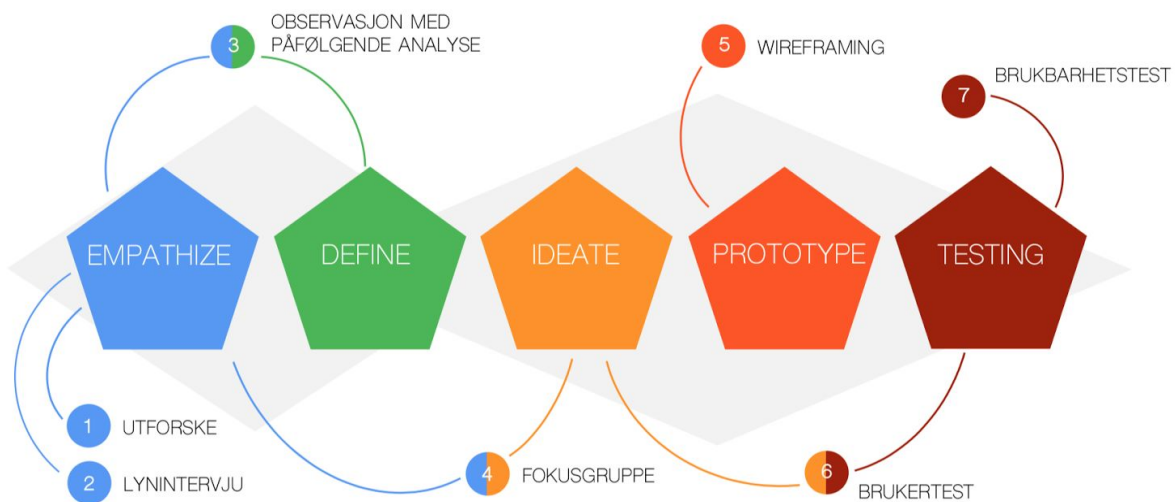 3
OBSERVASJON MED
PÅFØLGENDE ANALYSE
5
WIREFRAMING
BRUKBARHETSTEST
7
EMPATHIZE
DEFINE
IDEATE
PROTOTYPE
TESTING
1
UTFORSKE
2
LYNINTERVJU
4
FOKUSGRUPPE
6
BRUKERTEST